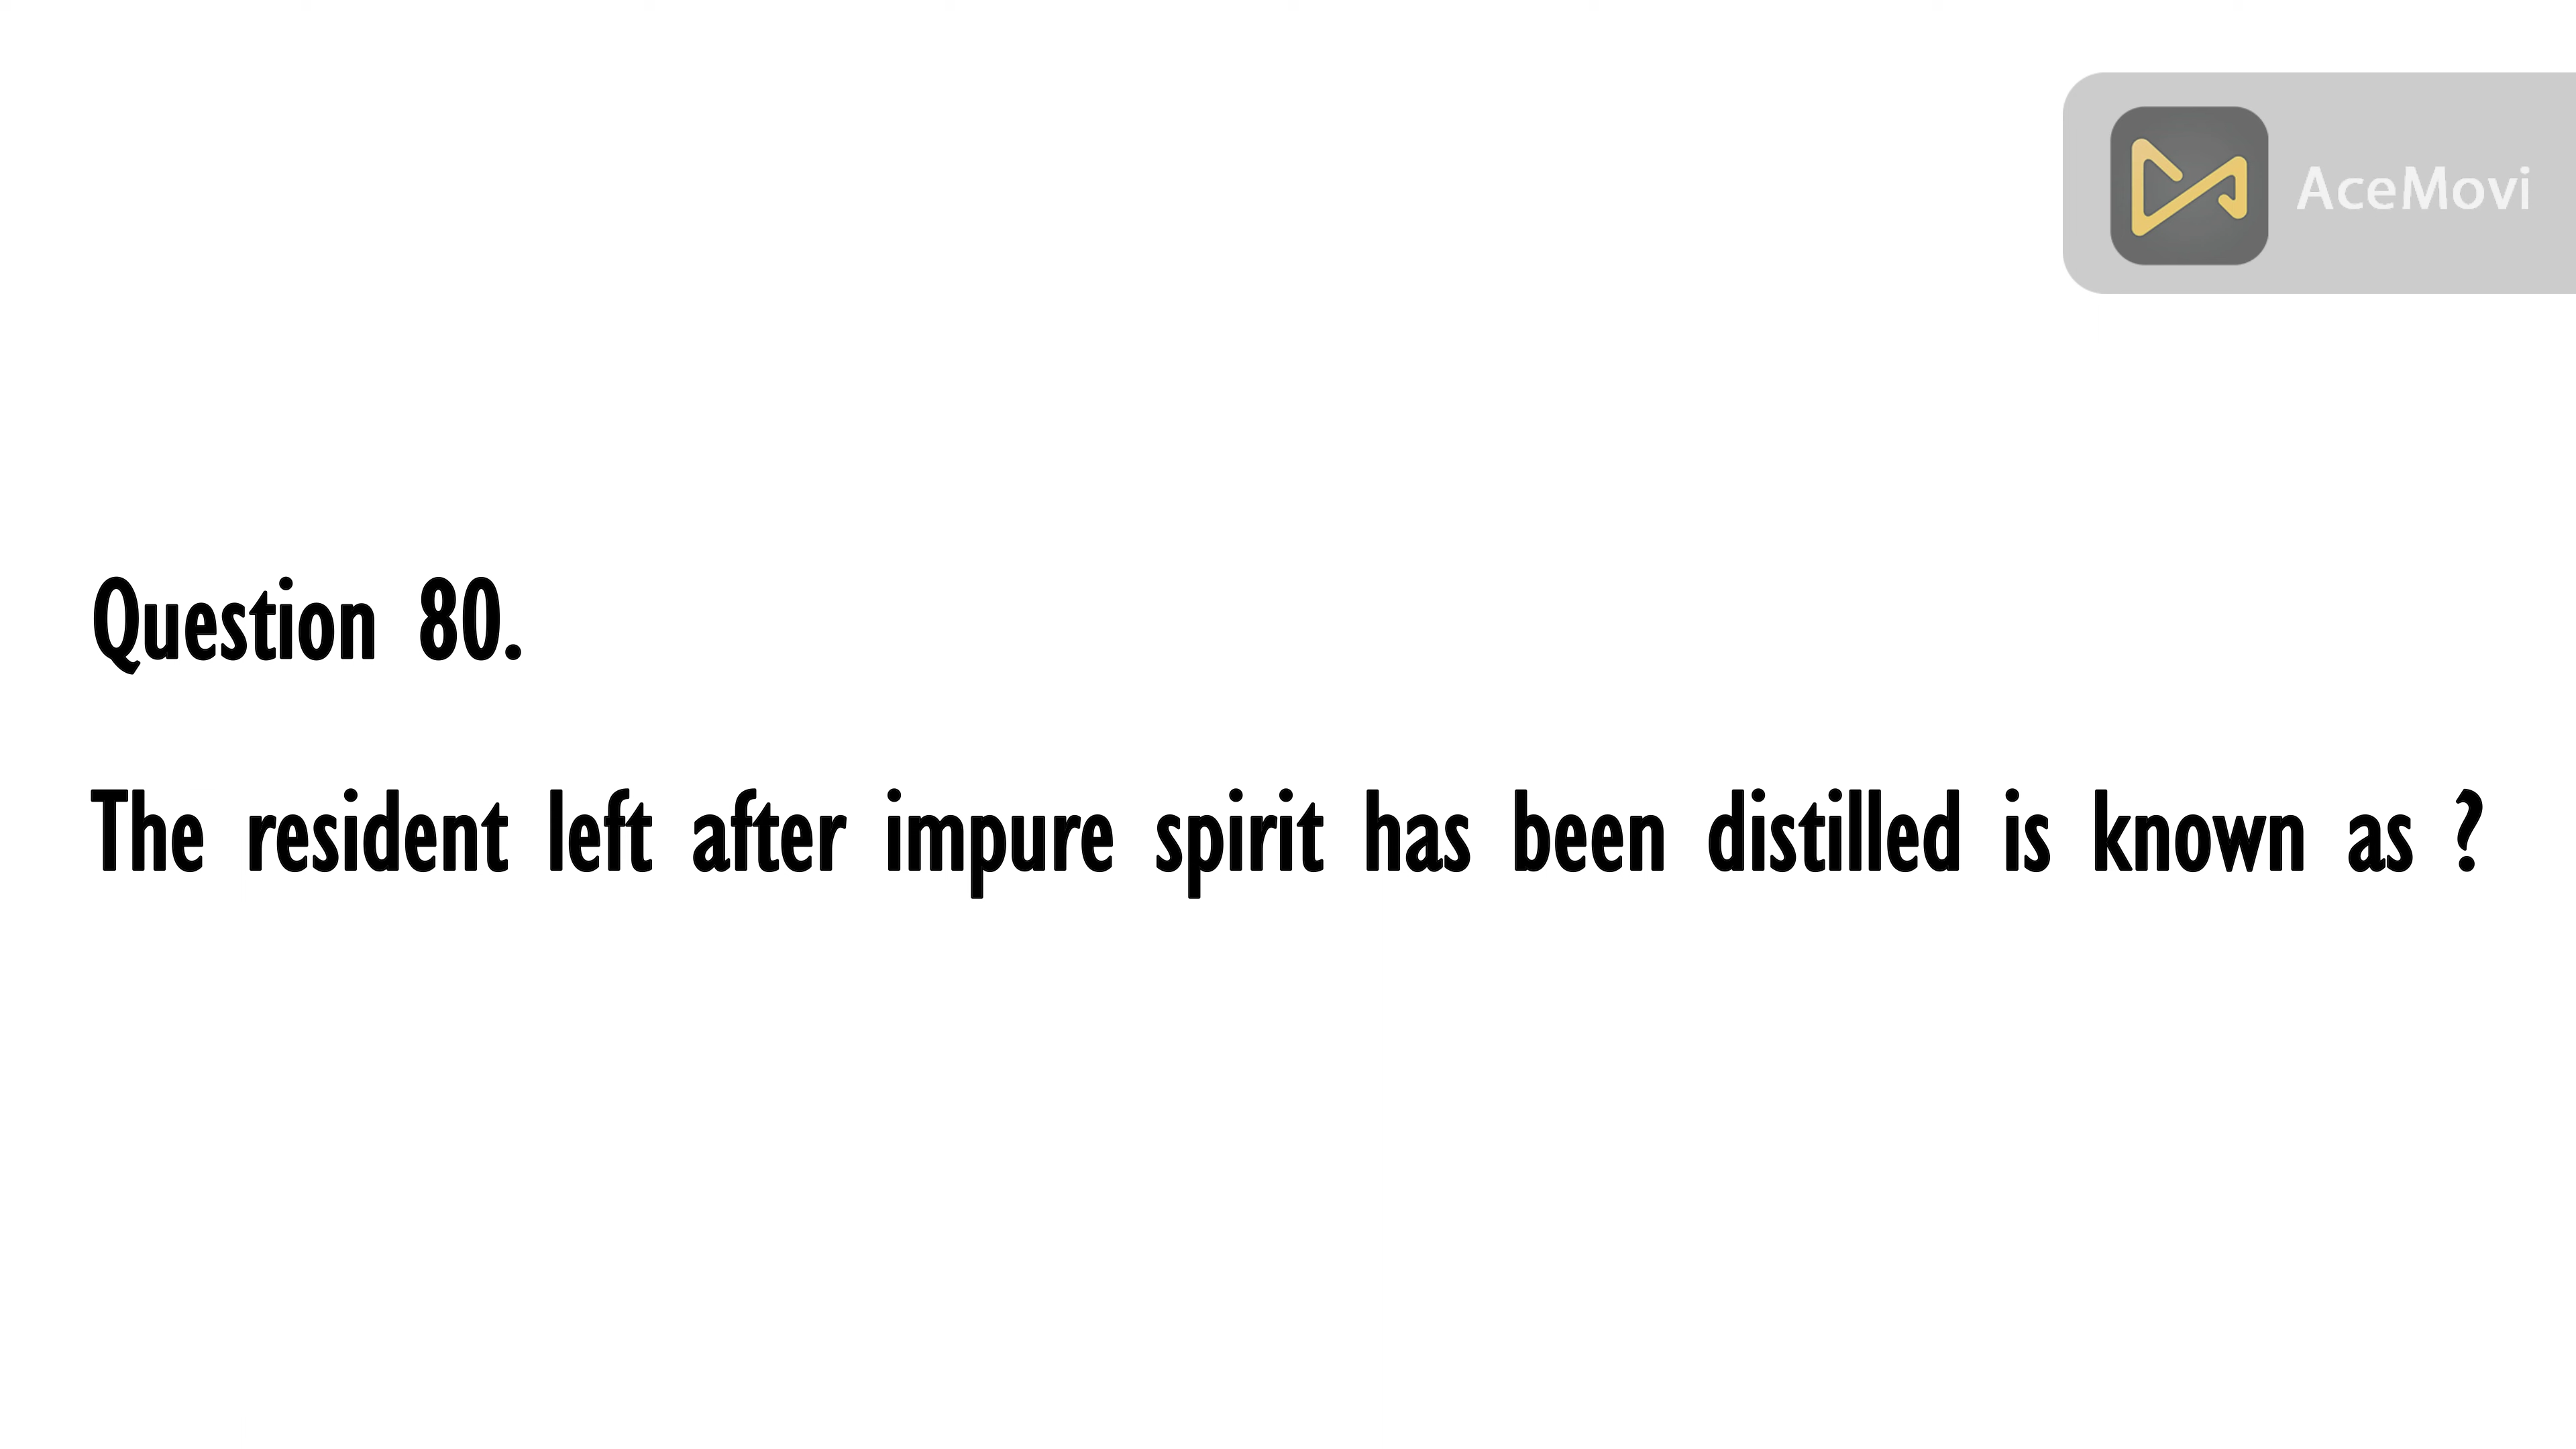 AceMovi
Question 80.
The resident left after impure spirit has been distilled is known as ?